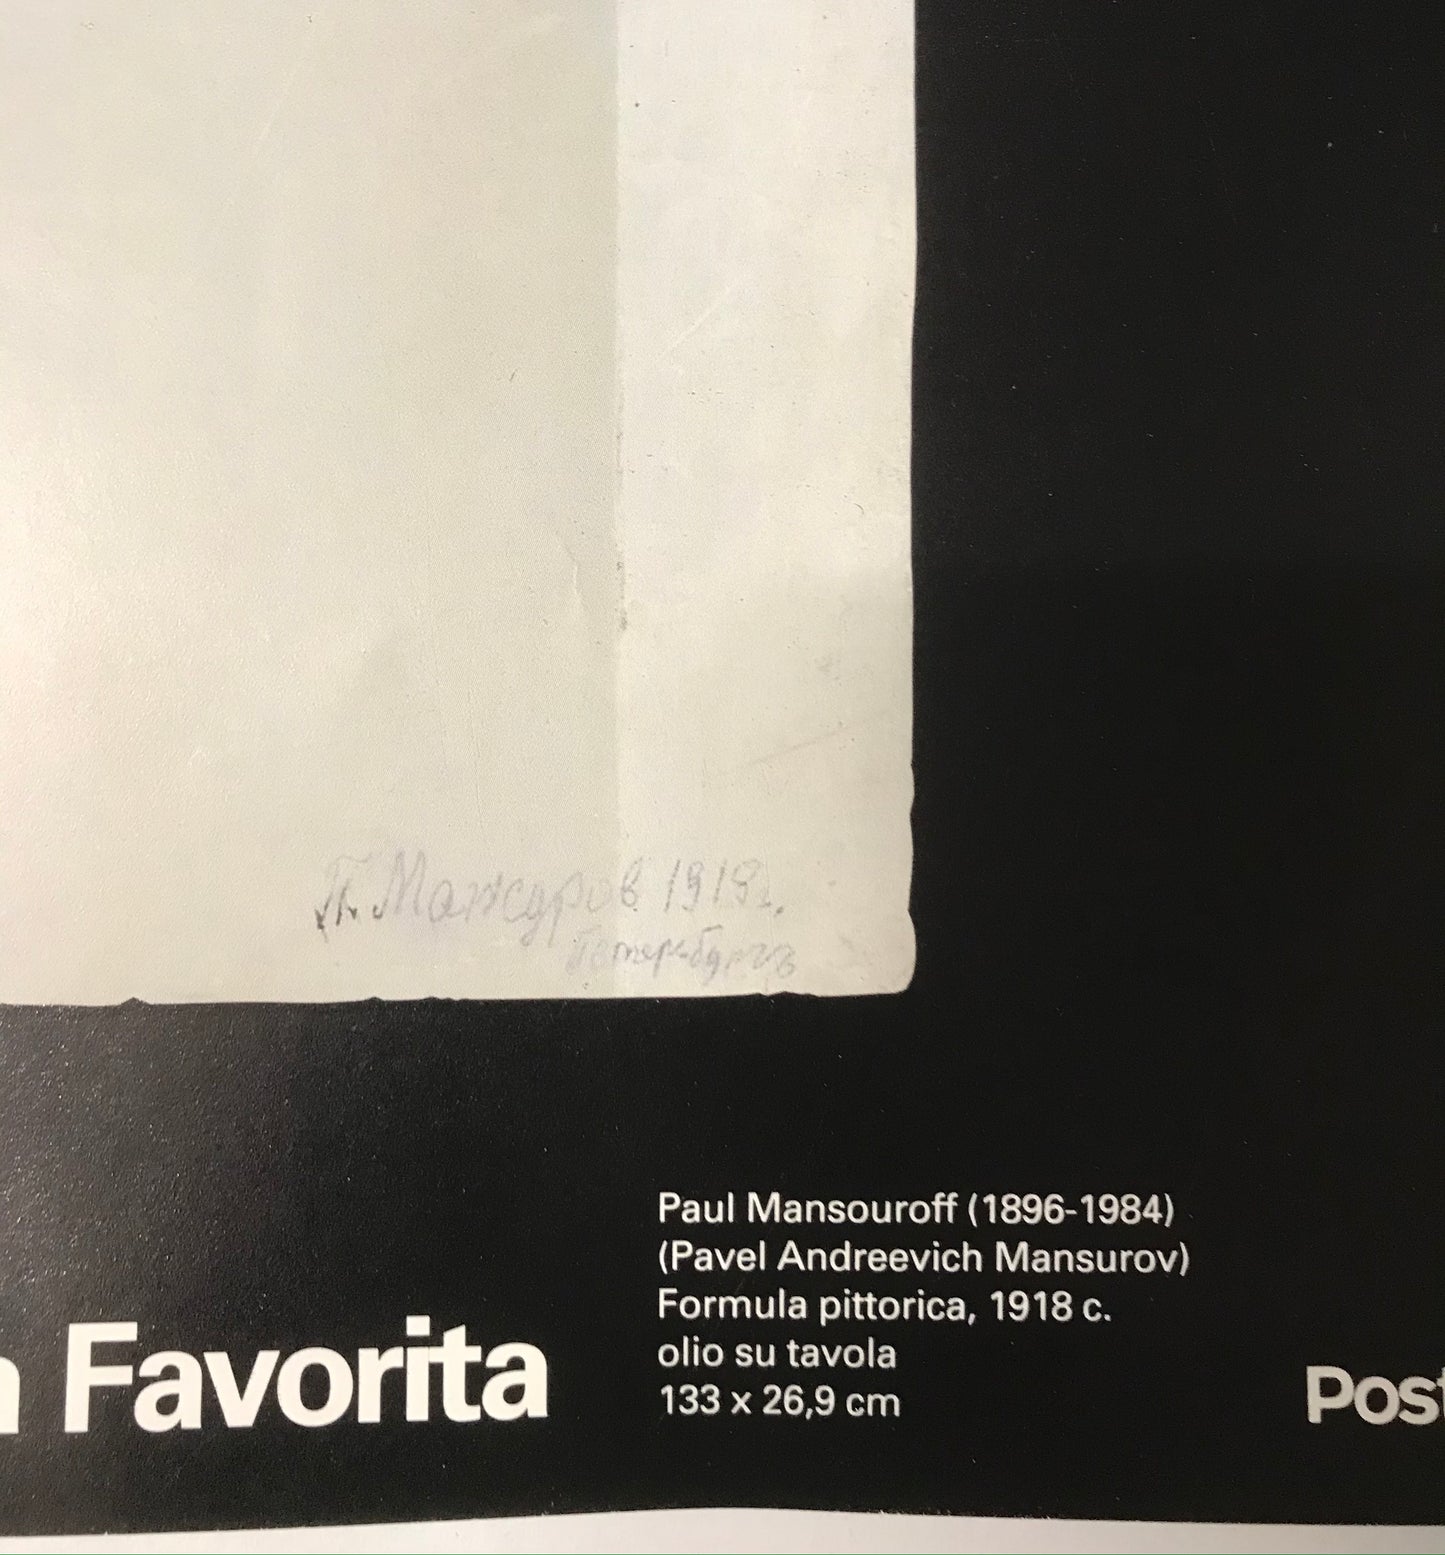 П. Мансуров 1918 г.
Петербургъ
Paul Mansouroff (1896-1984)
(Pavel Andreevich Mansurov)
Formula pittorica, 1918 c.
olio su tavola
133 x 26,9 cm
Favorita
Post